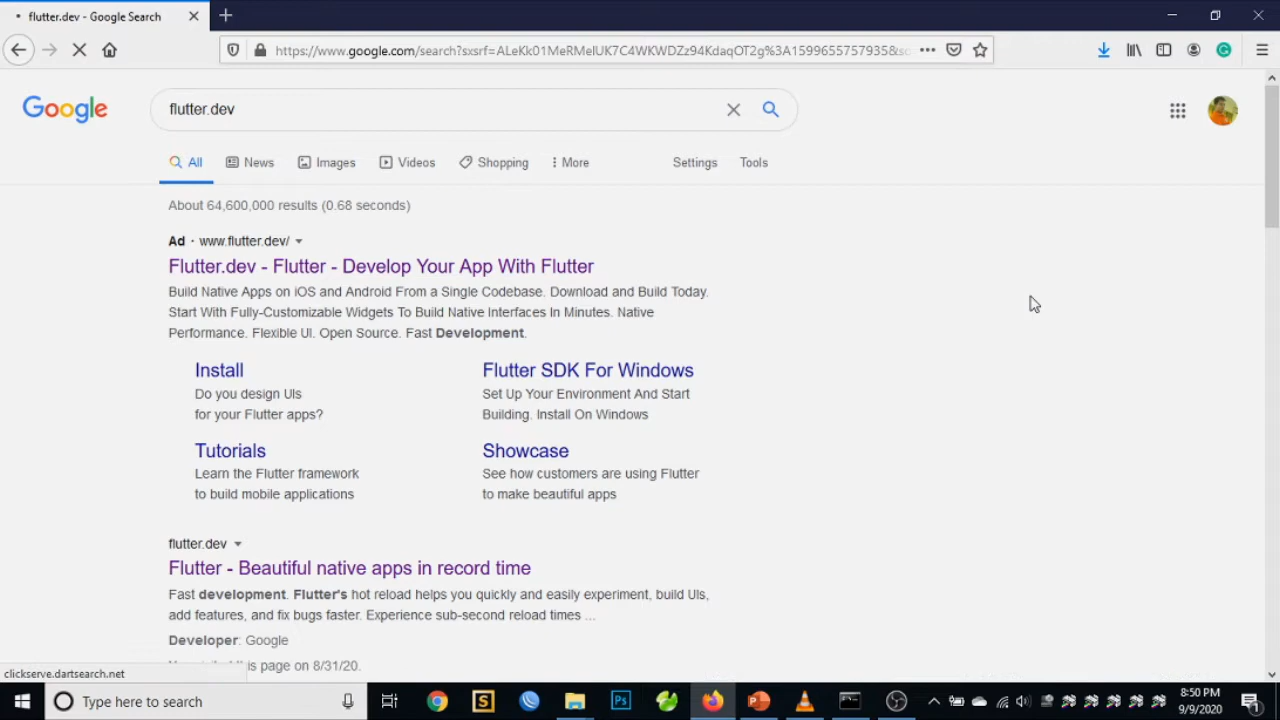 flutter.dev - Google Search
https://www.google.com/search?sxsrf=ALeKk01MeRMeIUK7C4WKWDZz94KdaqOT2g%3A1599655757935&sc
Google
flutter.dev
All News Images Videos Shopping More Settings Tools
About 64,600,000 results (0.68 seconds)
Ad · www.flutter.dev/
Flutter.dev - Flutter - Develop Your App With Flutter
Build Native Apps on iOS and Android From a Single Codebase. Download and Build Today.
Start With Fully-Customizable Widgets To Build Native Interfaces In Minutes. Native
Performance. Flexible UI. Open Source. Fast Development.
Install
Do you design UIs
for your Flutter apps?
Flutter SDK For Windows
Set Up Your Environment And Start
Building. Install On Windows
Tutorials
Learn the Flutter framework
to build mobile applications
Showcase
See how customers are using Flutter
to make beautiful apps
flutter.dev
Flutter - Beautiful native apps in record time
Fast development. Flutter's hot reload helps you quickly and easily experiment, build UIs,
add features, and fix bugs faster. Experience sub-second reload times ...
Developer: Google
is page on 8/31/20.
clickserve.dartsearch.net
Type here to search
8:50 PM
9/9/2020